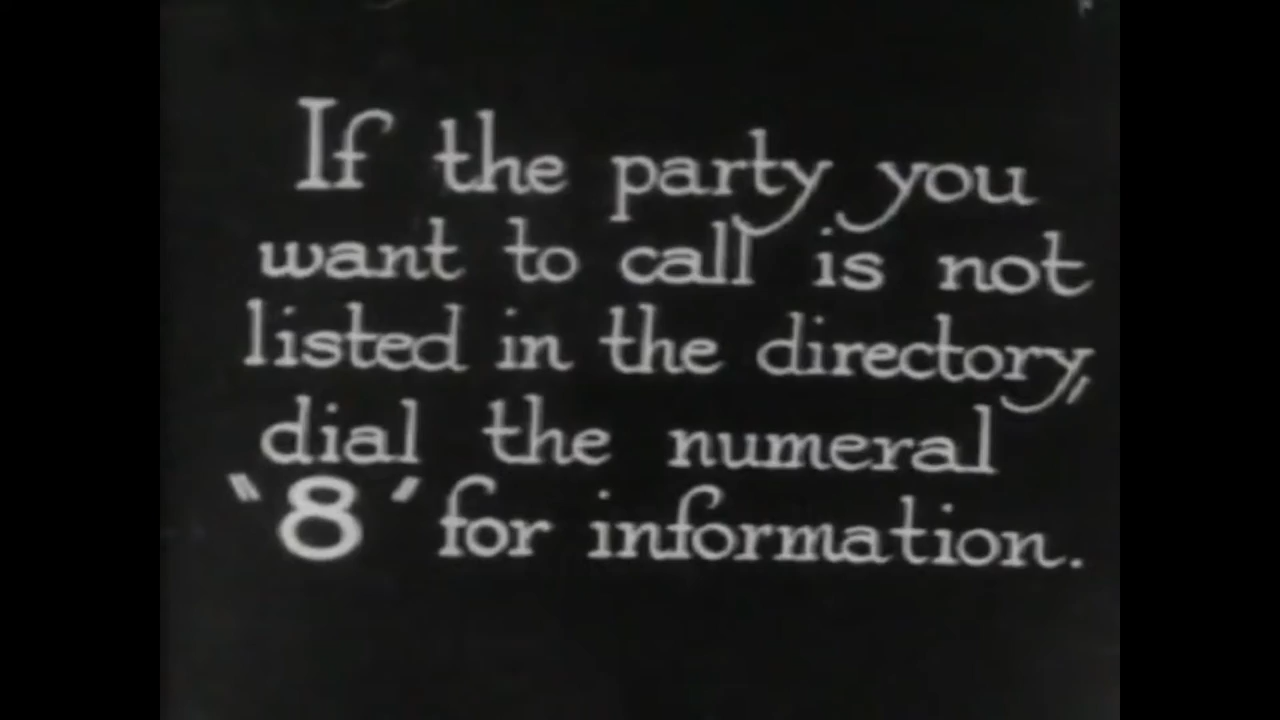 If the party you
want to call is not
listed in the directory,
dial the numeral
"8" for information.